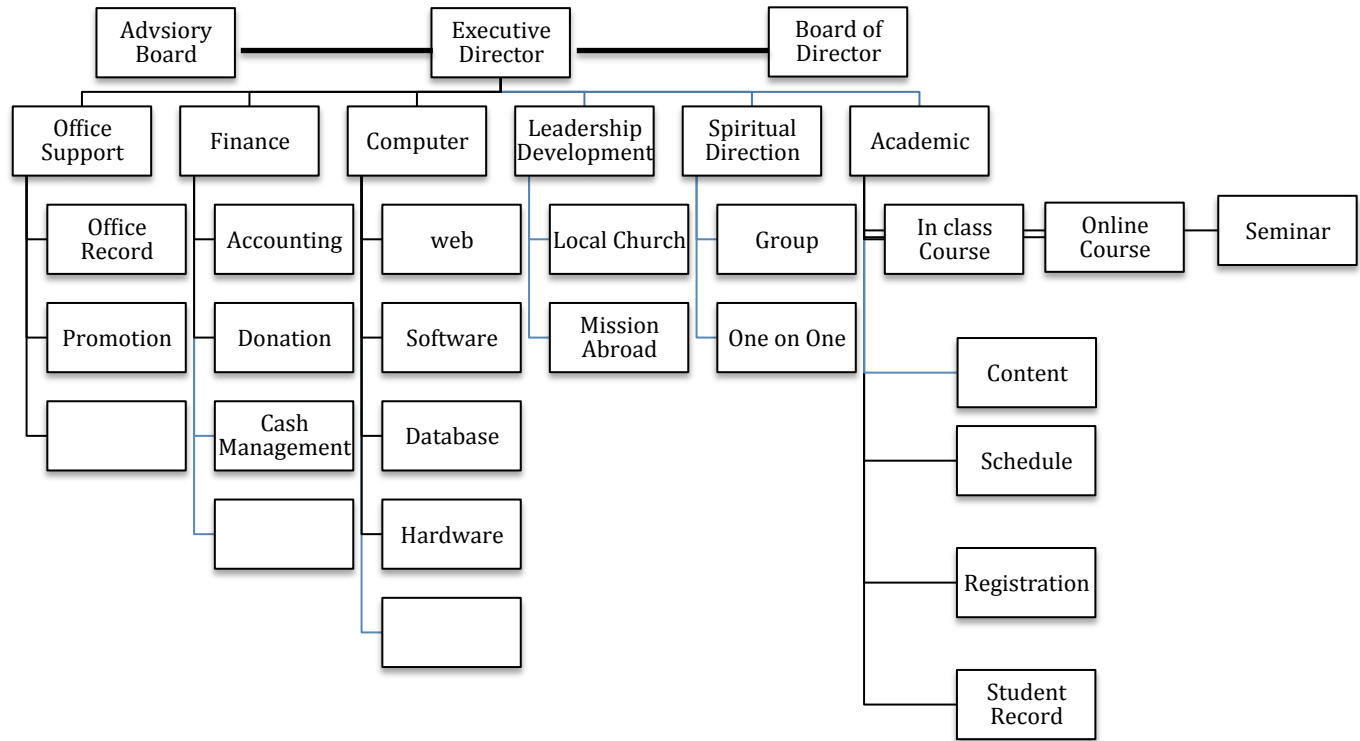 Advsiory
Board
Executive
Director
Board of
Director
Office
Support
Finance
Computer
Leadership
Development
Spiritual
Direction
Academic
Office
Record
Accounting
web
Local Church
Group
In class
Course
Online
Course
Seminar
Promotion
Donation
Software
Mission
Abroad
One on One
Content
Cash
Management
Database
Schedule
Hardware
Registration
Student
Record